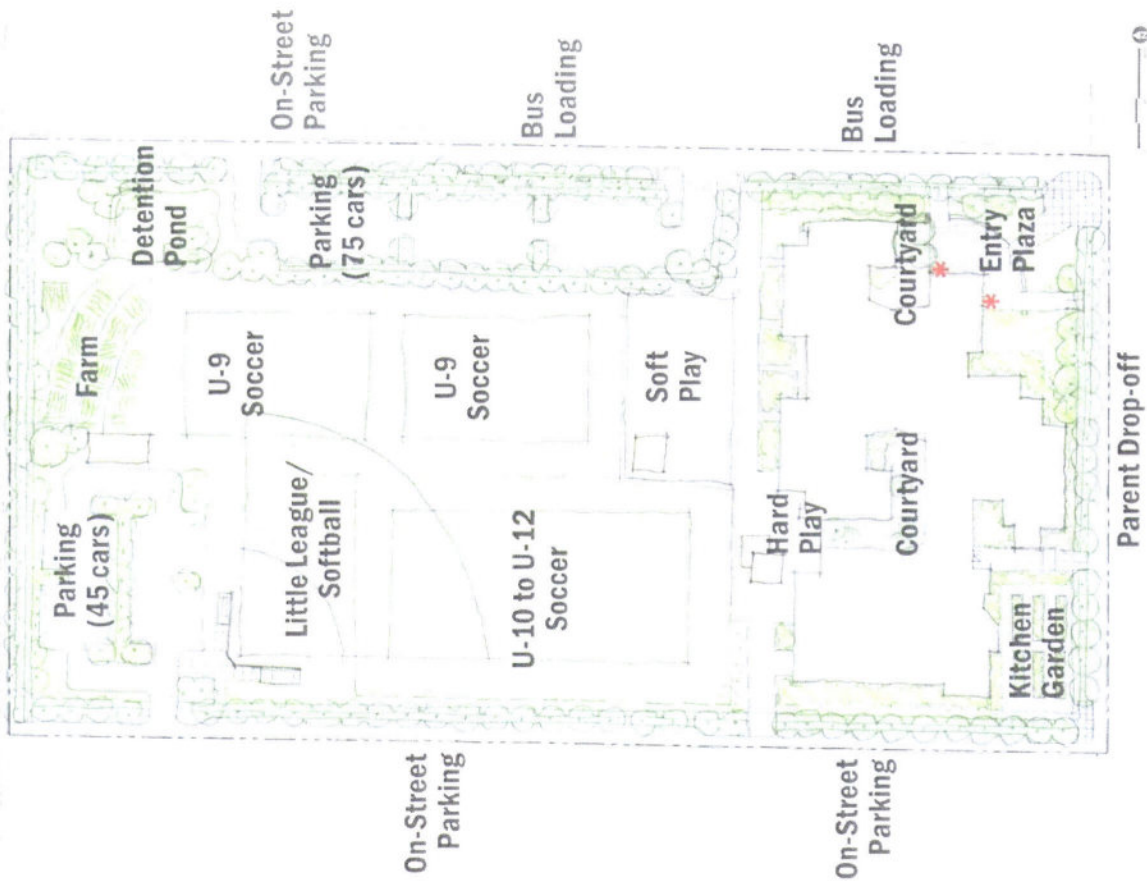 On-Street
Parking
Detention
Pond
Parking
(75 cars)
Bus
Loading
Bus
Loading
Farm
U-9
Soccer
U-9
Soccer
Soft
Play
Courtyard
Entry
Plaza
Parking
(45 cars)
Little League/
Softball
U-10 to U-12
Soccer
Hard
Play
Courtyard
Kitchen
Garden
Parent Drop-off
On-Street
Parking
On-Street
Parking